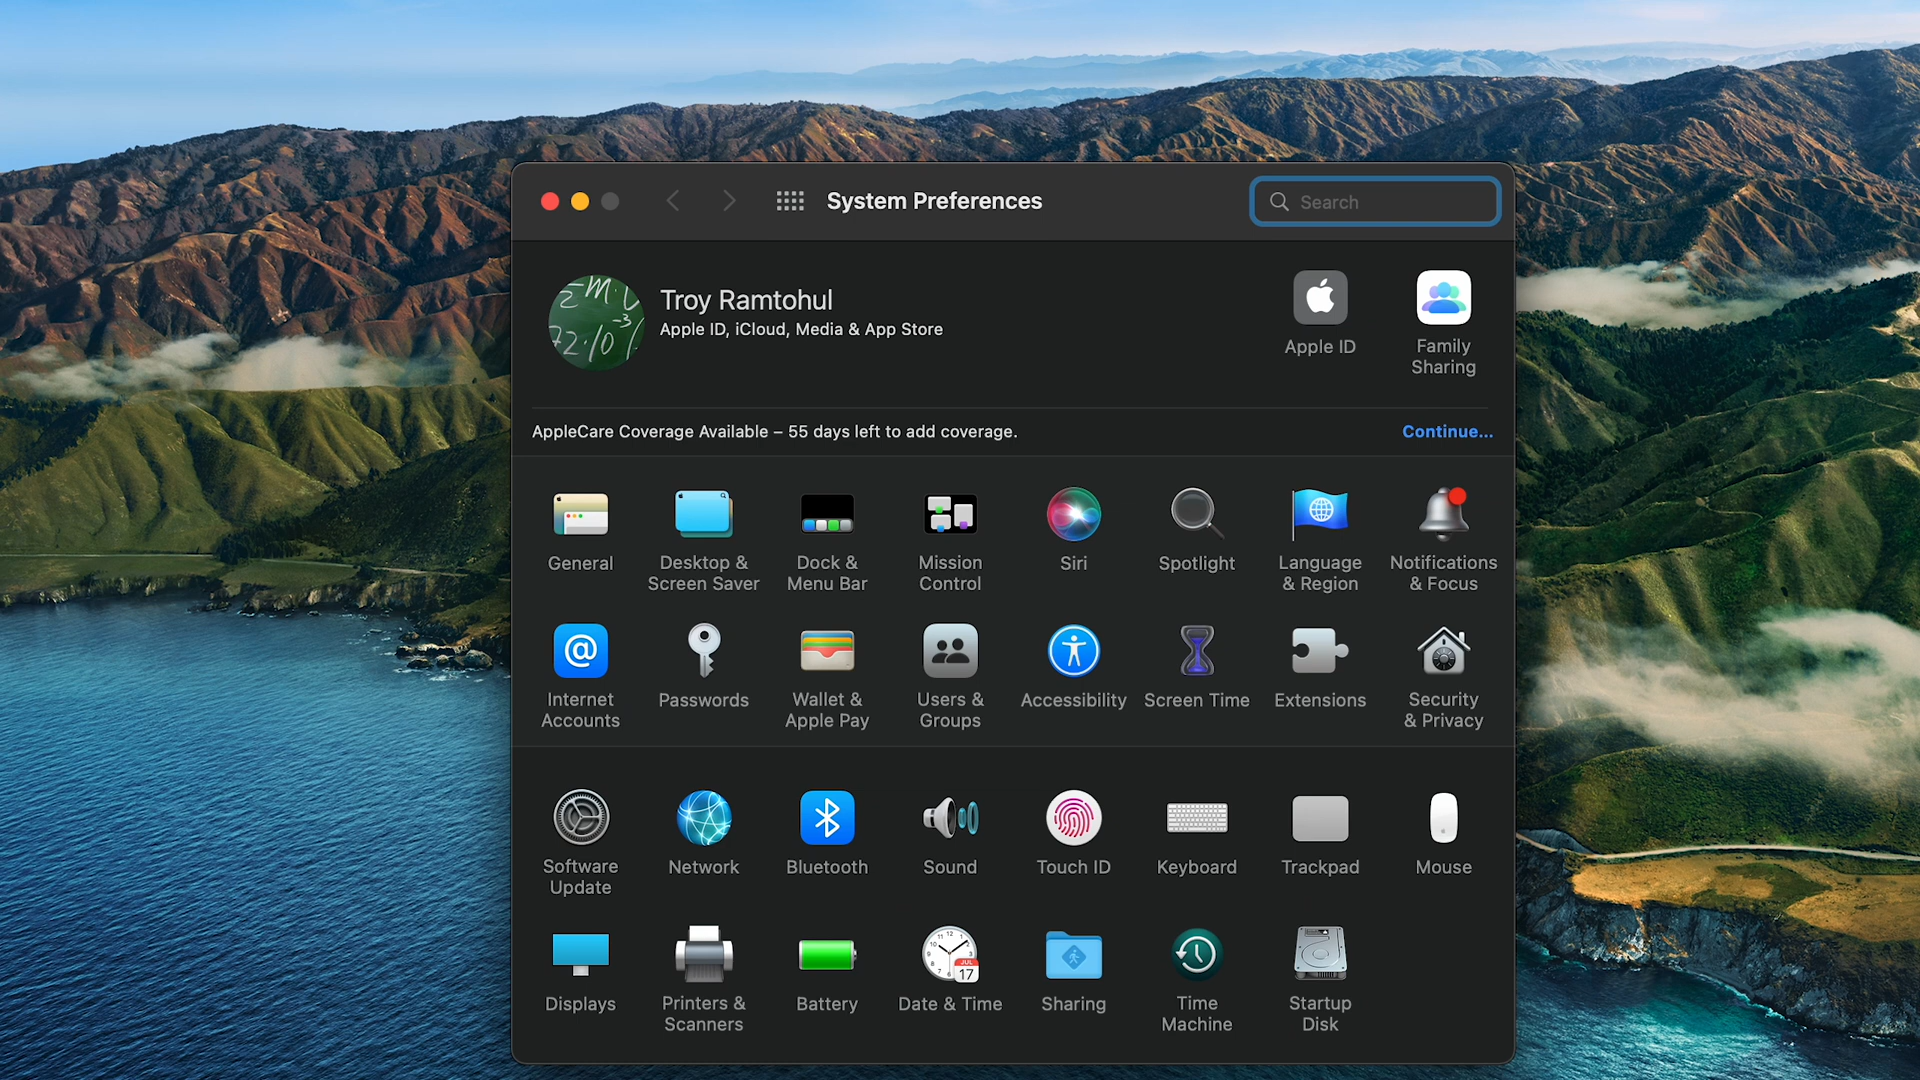 System Preferences
Search
Troy Ramtohul
Apple ID, iCloud, Media & App Store
Apple ID
Family
Sharing
AppleCare Coverage Available – 55 days left to add coverage.
Continue...
General
Desktop &
Screen Saver
Dock &
Menu Bar
Mission
Control
Siri
Spotlight
Language
& Region
Notifications
& Focus
Internet
Accounts
Passwords
Wallet &
Apple Pay
Users &
Groups
Accessibility
Screen Time
Extensions
Security
& Privacy
Software
Update
Network
Bluetooth
Sound
Touch ID
Keyboard
Trackpad
Mouse
JUL
17
Displays
Printers &
Scanners
Battery
Date & Time
Sharing
Time
Machine
Startup
Disk